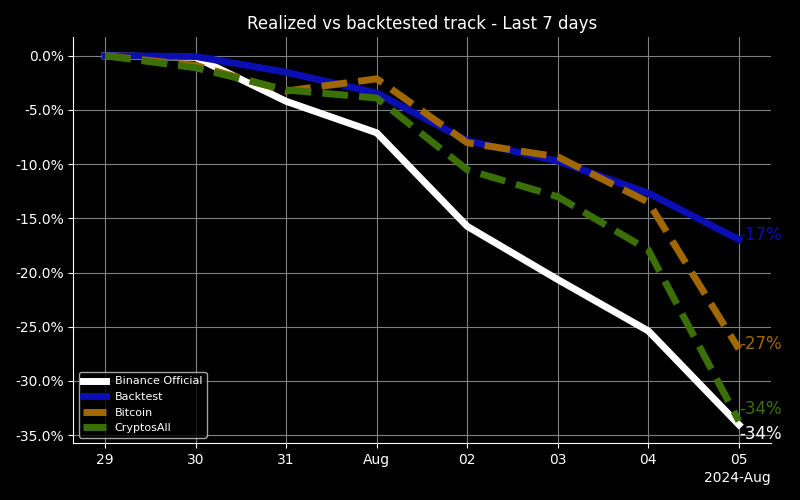 Realized vs backtested track - Last 7 days
0.0%
-5.0%
-10.0%
-15.0%
-20.0%
-25.0%
-30.0%
-35.0%
-17%
-27%
-34%
-34%
Binance Official
Backtest
Bitcoin
CryptosAll
29 30 31 Aug 02 03 04 05
2024-Aug